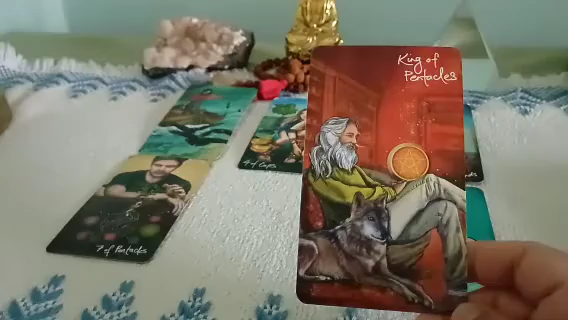 King of
Pentacles
4 of Cups
7 of Pentacles